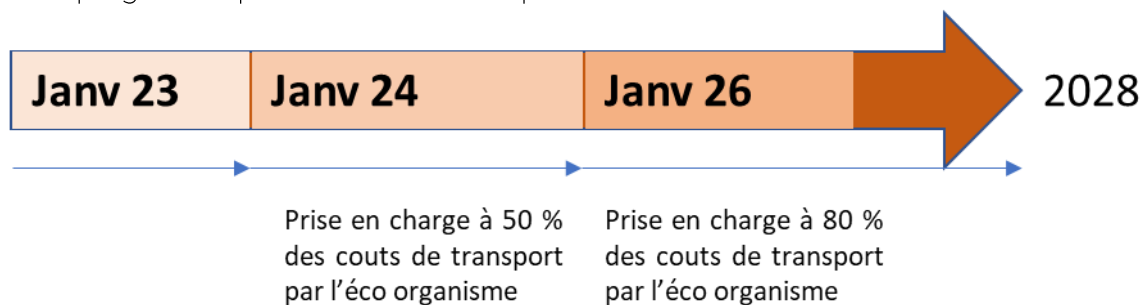 Janv 23
Janv 24
Janv 26
2028
Prise en charge à 50 %
des couts de transport
par l'éco organisme
Prise en charge à 80 %
des couts de transport
par l'éco organisme